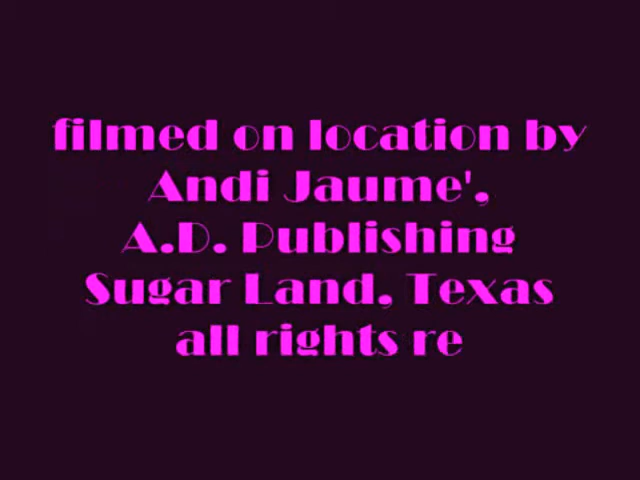 filmed on location by
Andi Jaume',
A.D. Publishing
Sugar Land, Texas
all rights re